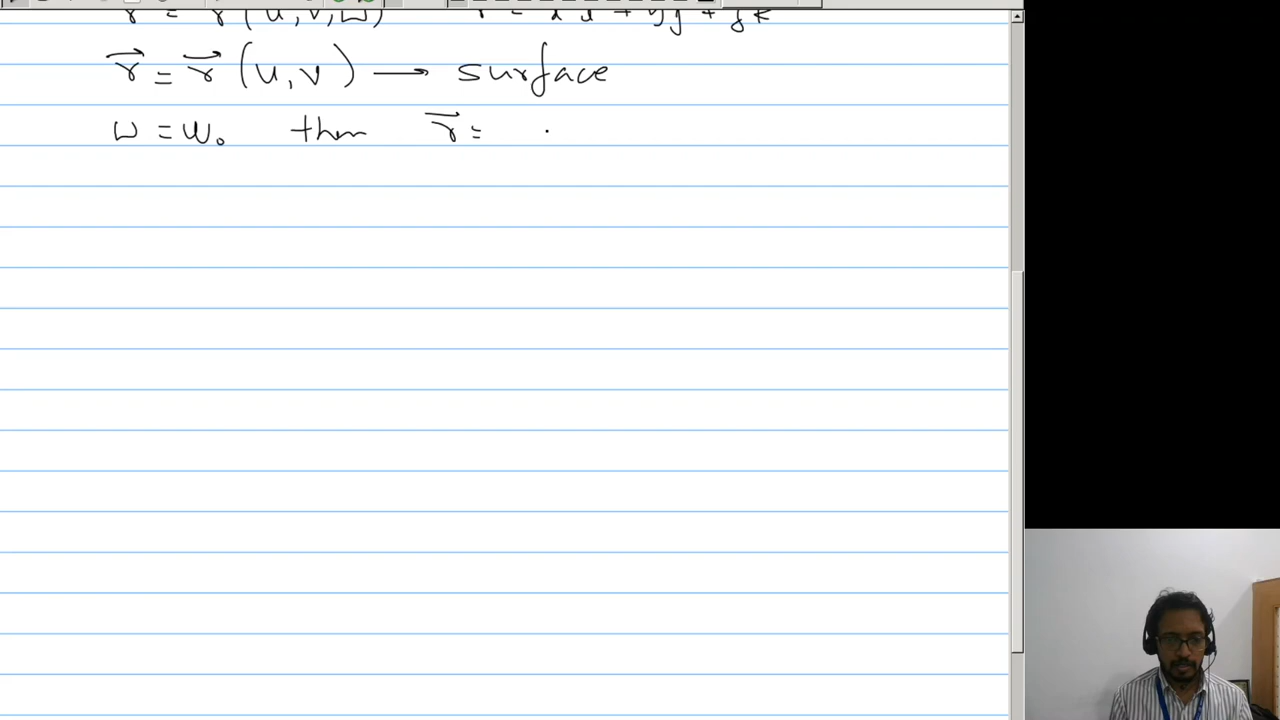 r = r (u, v, w)    r = x i + y j + z k
r⃗ = r⃗ (u, v) → surface
w = w₀ then r⃗ =